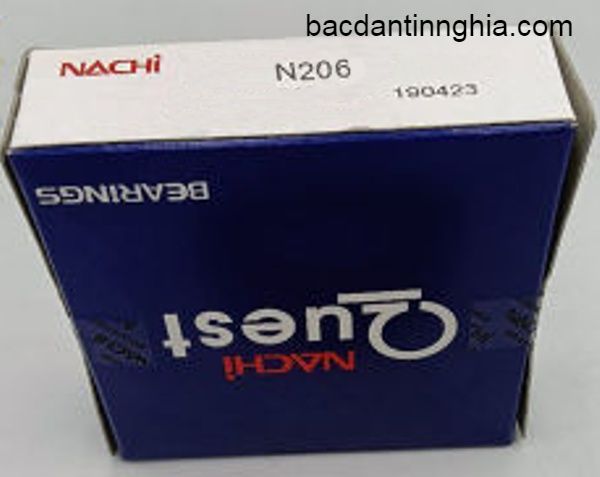 bacdantinnghia.com
NACHi
N206
190423
BEARINGS
Quest
NACHi